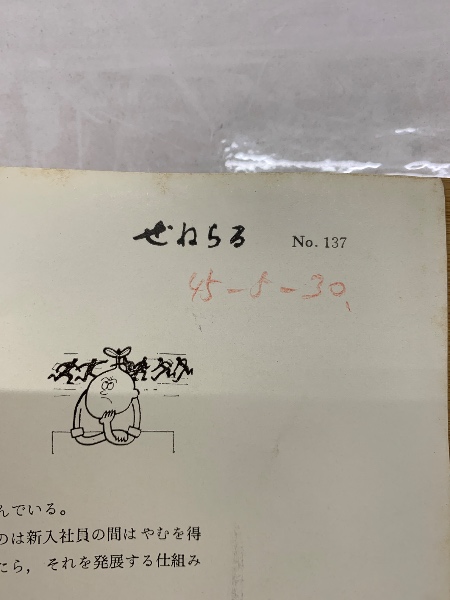 ぜねらる No. 137
45-5-30
んでいる。
のは新入社員の間はやむを得
たら，それを発展する仕組み